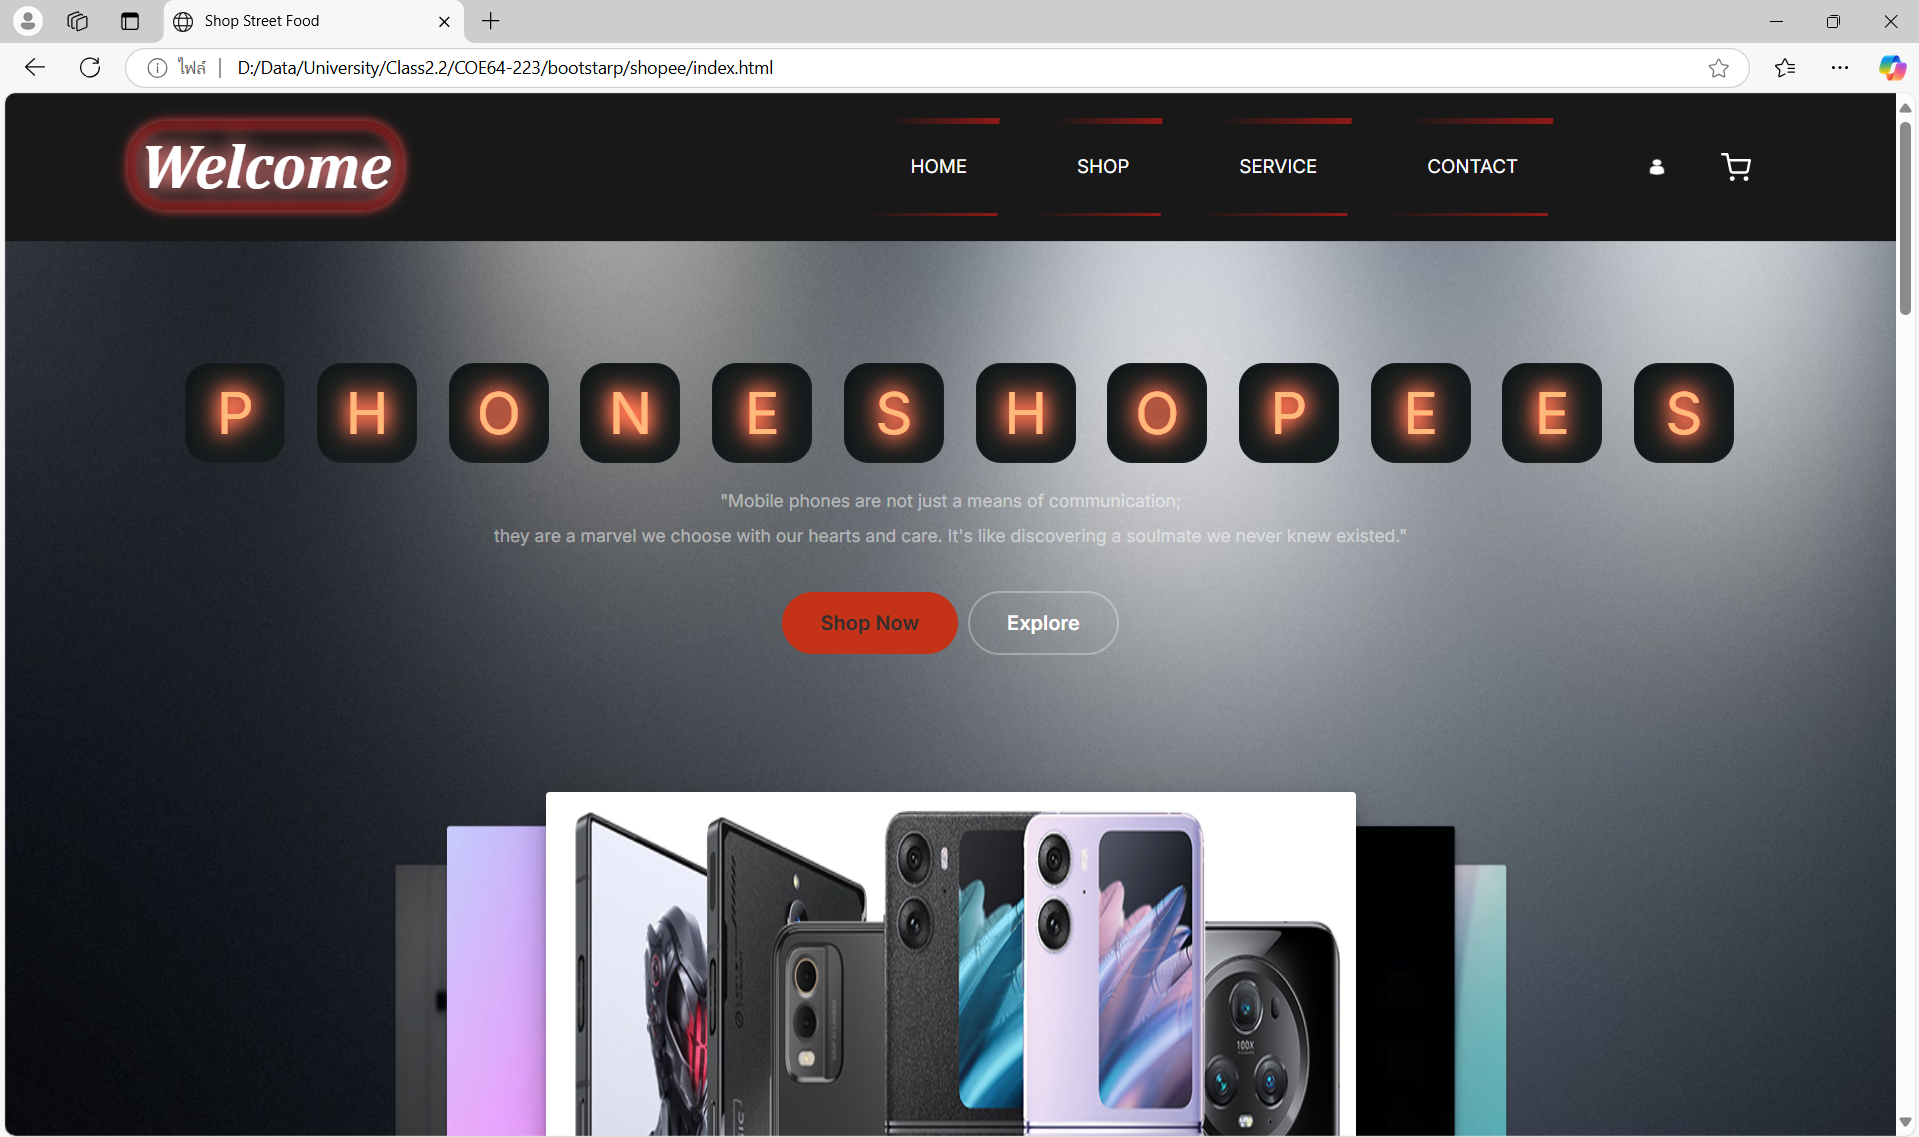 Shop Street Food
ไฟล์ D:/Data/University/Class2.2/COE64-223/bootstarp/shopee/index.html
Welcome
HOME SHOP SERVICE CONTACT
P H O N E S H O P E E S
"Mobile phones are not just a means of communication;
they are a marvel we choose with our hearts and care. It's like discovering a soulmate we never knew existed."
Shop Now Explore
100X